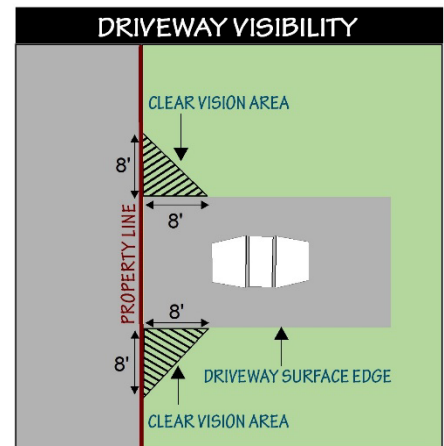 DRIVEWAY VISIBILITY
CLEAR VISION AREA
8'
8'
PROPERTY LINE
8'
8'
DRIVEWAY SURFACE EDGE
CLEAR VISION AREA